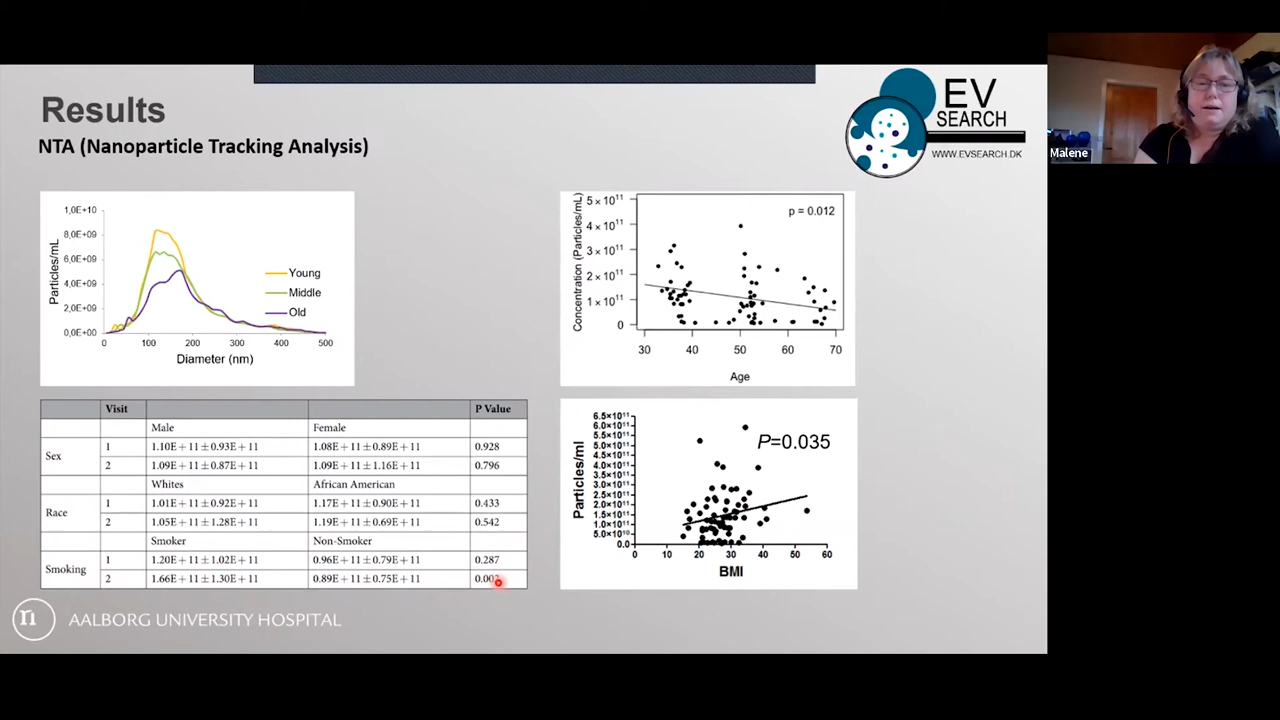 Results
NTA (Nanoparticle Tracking Analysis)
EV
SEARCH
WWW.EVSEARCH.DK
Malene
1,0E+10
8,0E+09
6,0E+09
4,0E+09
2,0E+09
0,0E+00
Particles/mL
0 100 200 300 400 500
Diameter (nm)
Young
Middle
Old
Concentration (Particles/mL)
5 × 10¹¹
4 × 10¹¹
3 × 10¹¹
2 × 10¹¹
1 × 10¹¹
0
p = 0.012
30 40 50 60 70
Age
Visit P Value
Male Female
Sex
1 1.10E + 11 ± 0.93E + 11 1.08E + 11 ± 0.89E + 11 0.928
2 1.09E + 11 ± 0.87E + 11 1.09E + 11 ± 1.16E + 11 0.796
Whites African American
Race
1 1.01E + 11 ± 0.92E + 11 1.17E + 11 ± 0.90E + 11 0.433
2 1.05E + 11 ± 1.28E + 11 1.19E + 11 ± 0.69E + 11 0.542
Smoker Non-Smoker
Smoking
1 1.20E + 11 ± 1.02E + 11 0.96E + 11 ± 0.79E + 11 0.287
2 1.66E + 11 ± 1.30E + 11 0.89E + 11 ± 0.75E + 11
Particles/ml
6.5×10¹¹
6.0×10¹¹
5.5×10¹¹
5.0×10¹¹
4.5×10¹¹
4.0×10¹¹
3.5×10¹¹
3.0×10¹¹
2.5×10¹¹
2.0×10¹¹
1.5×10¹¹
1.0×10¹¹
5.0×10¹⁰
0.0
P=0.035
0 10 20 30 40 50 60
BMI
n
AALBORG UNIVERSITY HOSPITAL